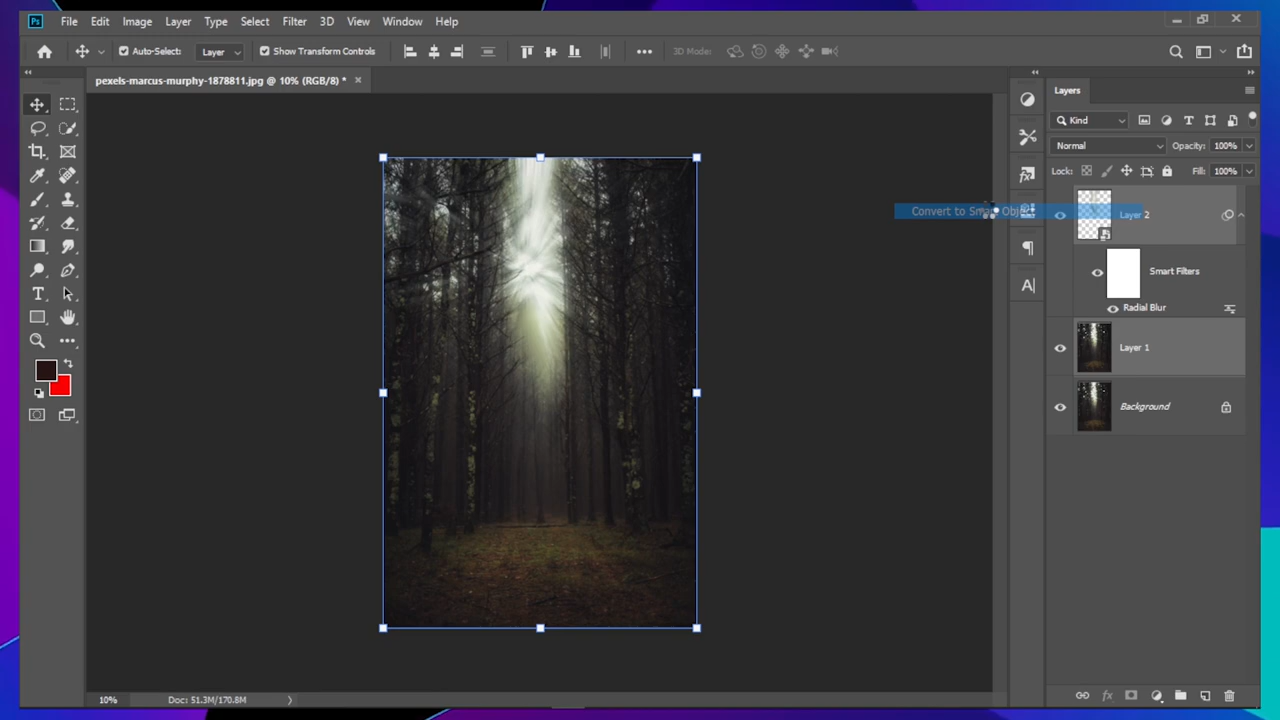 Ps File Edit Image Layer Type Select Filter 3D View Window Help
Auto-Select: Layer Show Transform Controls 3D Mode:
pexels-marcus-murphy-1878811.jpg @ 10% (RGB/8) *
Layers
Kind
Normal Opacity: 100%
Lock: Fill: 100%
Convert to Smart Object Layer 2
Smart Filters
Radial Blur
Layer 1
Background
10% Doc: 51.3M/170.8M